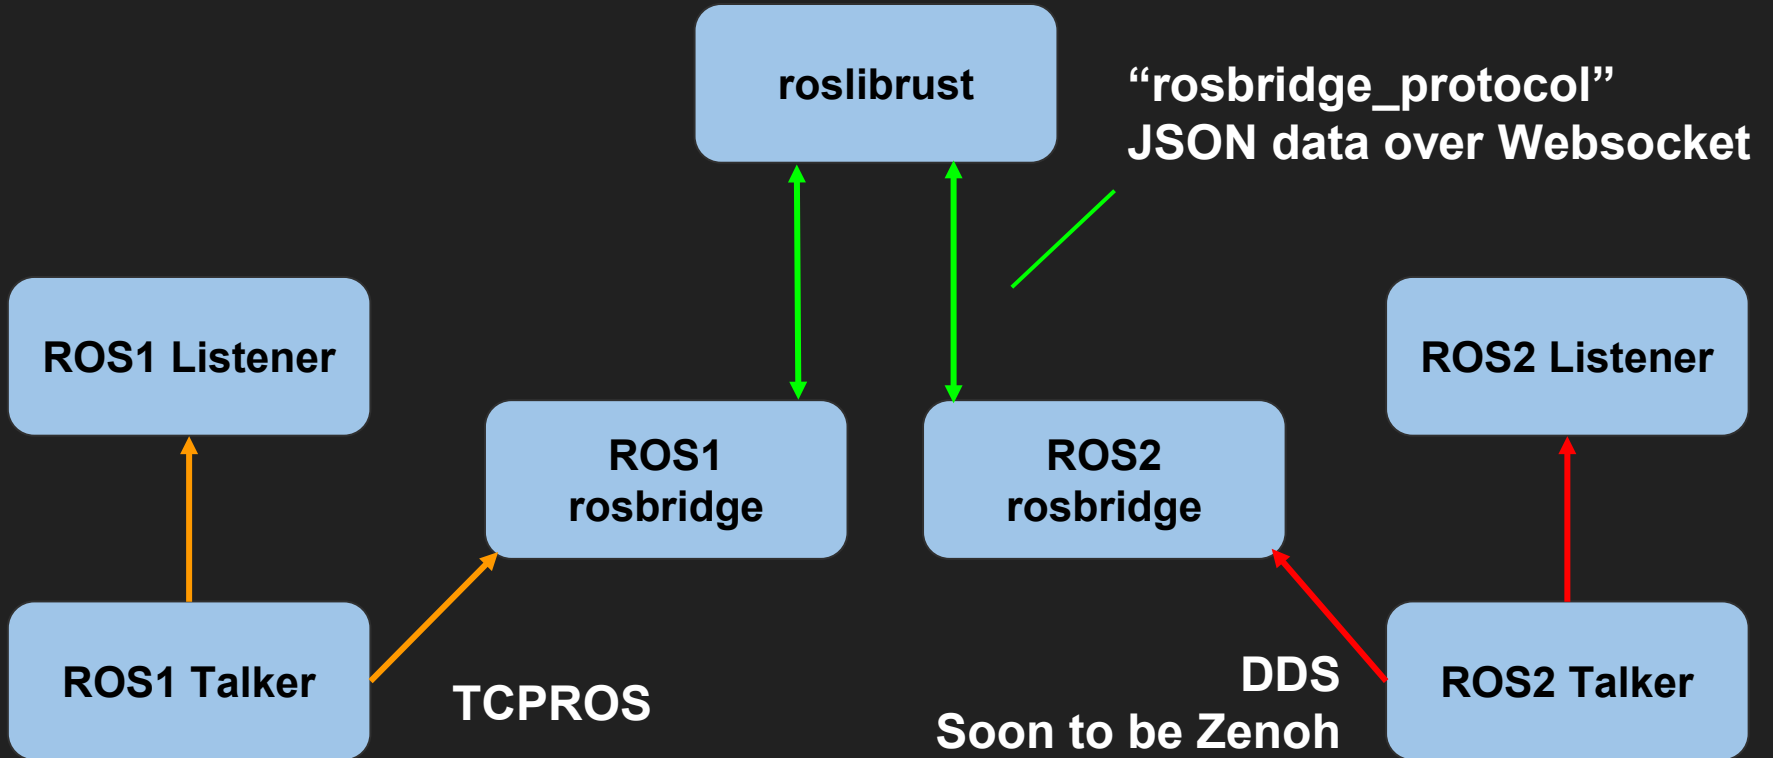 roslibrust
“rosbridge_protocol”
JSON data over Websocket
ROS1 Listener
ROS2 Listener
ROS1
rosbridge
ROS2
rosbridge
ROS1 Talker
TCPROS
DDS
Soon to be Zenoh
ROS2 Talker